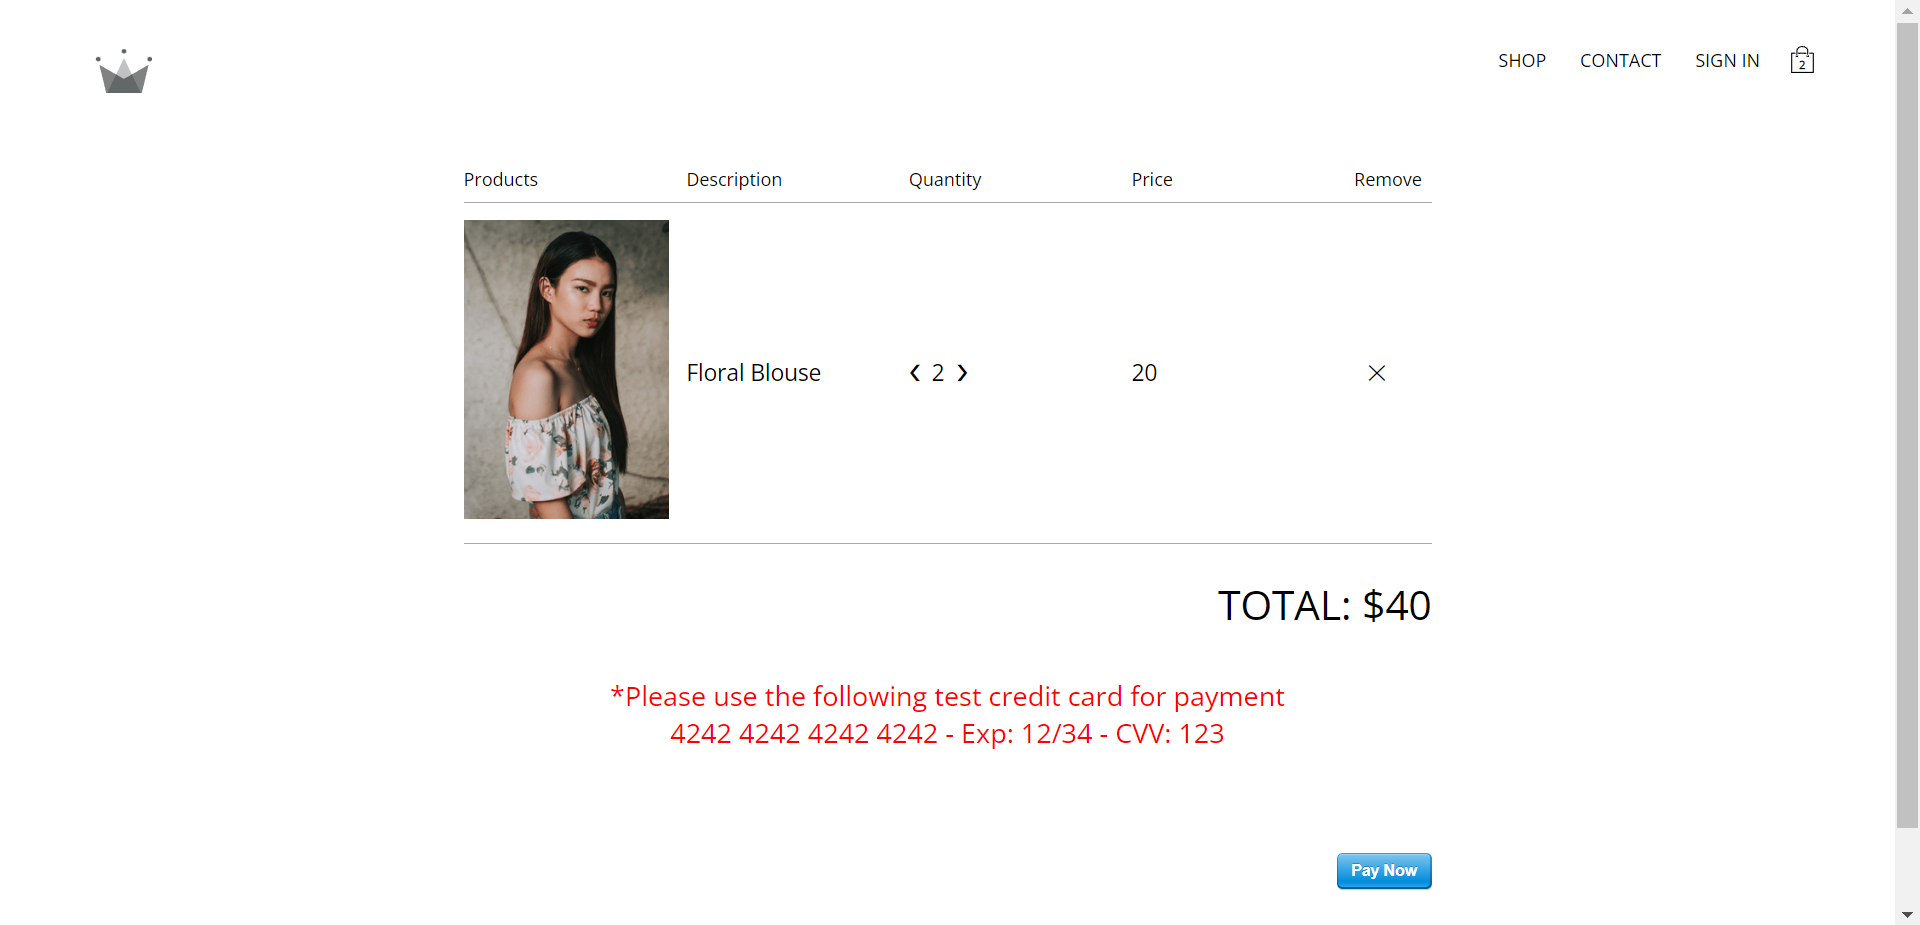 SHOP CONTACT SIGN IN 2
Products Description Quantity Price Remove
Floral Blouse ❮ 2 ❯ 20 ✕
TOTAL: $40
*Please use the following test credit card for payment
4242 4242 4242 4242 - Exp: 12/34 - CVV: 123
Pay Now